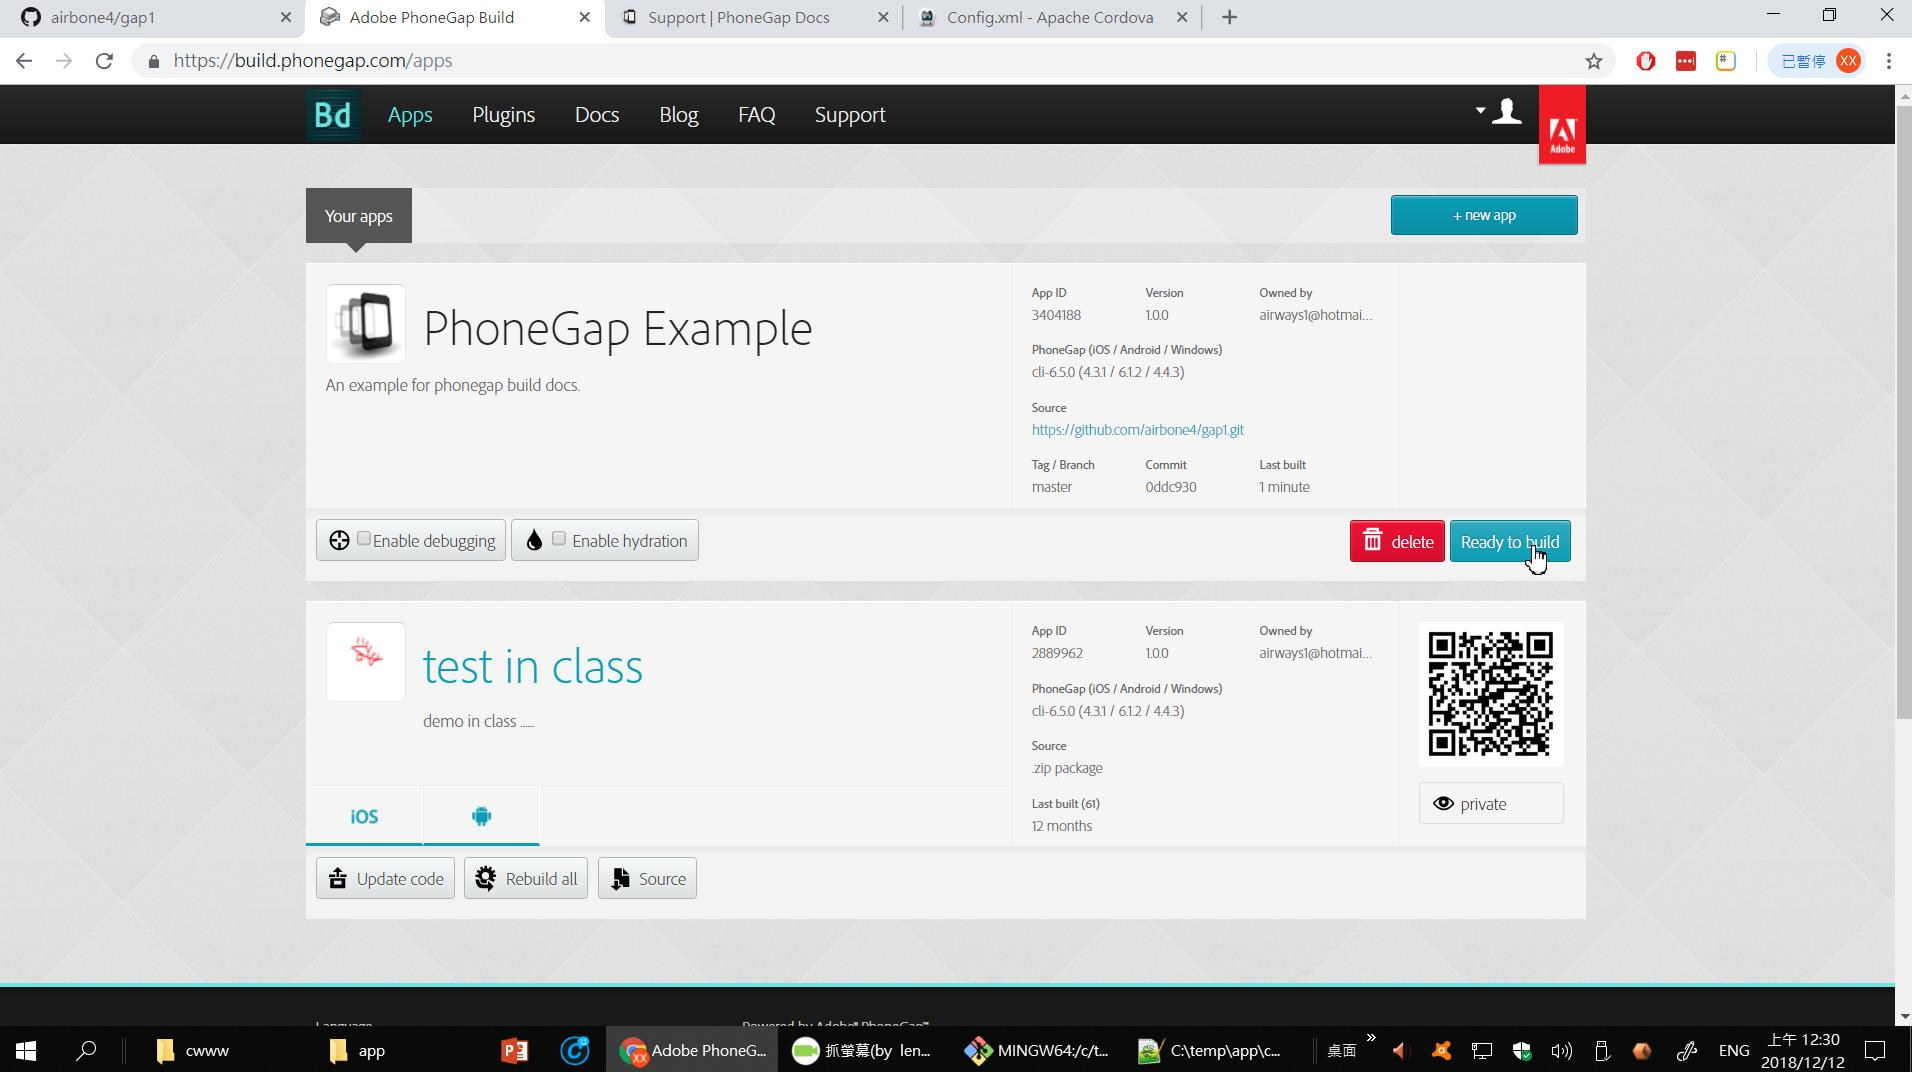 airbone4/gap1
Adobe PhoneGap Build
Support | PhoneGap Docs
Config.xml - Apache Cordova
https://build.phonegap.com/apps
已暫停
XX
Bd
Apps
Plugins
Docs
Blog
FAQ
Support
Adobe
Your apps
+ new app
PhoneGap Example
An example for phonegap build docs.
App ID
Version
Owned by
3404188
1.0.0
airways1@hotmai...
PhoneGap (iOS / Android / Windows)
cli-6.5.0 (4.3.1 / 6.1.2 / 4.4.3)
Source
https://github.com/airbone4/gap1.git
Tag / Branch
Commit
Last built
master
0ddc930
1 minute
Enable debugging
Enable hydration
delete
Ready to build
test in class
demo in class ......
App ID
Version
Owned by
2889962
1.0.0
airways1@hotmai...
PhoneGap (iOS / Android / Windows)
cli-6.5.0 (4.3.1 / 6.1.2 / 4.4.3)
Source
.zip package
Last built (61)
12 months
private
iOS
Update code
Rebuild all
Source
Language
Powered by Adobe® PhoneGap™
cwww
app
Adobe PhoneG...
抓螢幕(by len...
MINGW64:/c/t...
C:\temp\app\c...
桌面
ENG
上午 12:30
2018/12/12